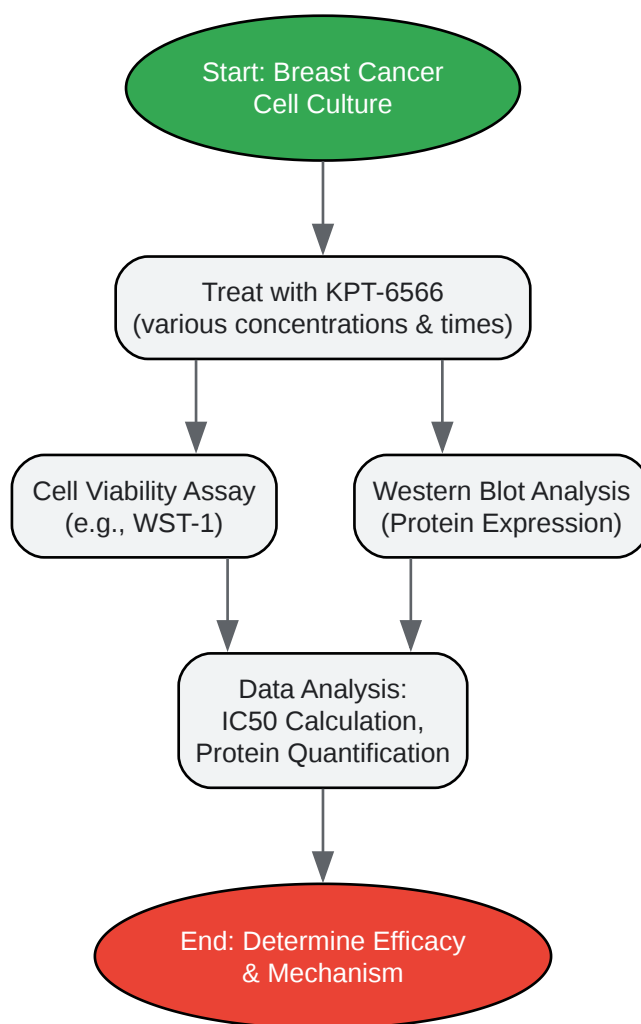 Start: Breast Cancer
Cell Culture
Treat with KPT-6566
(various concentrations & times)
Cell Viability Assay
(e.g., WST-1)
Western Blot Analysis
(Protein Expression)
Data Analysis:
IC50 Calculation,
Protein Quantification
End: Determine Efficacy
& Mechanism